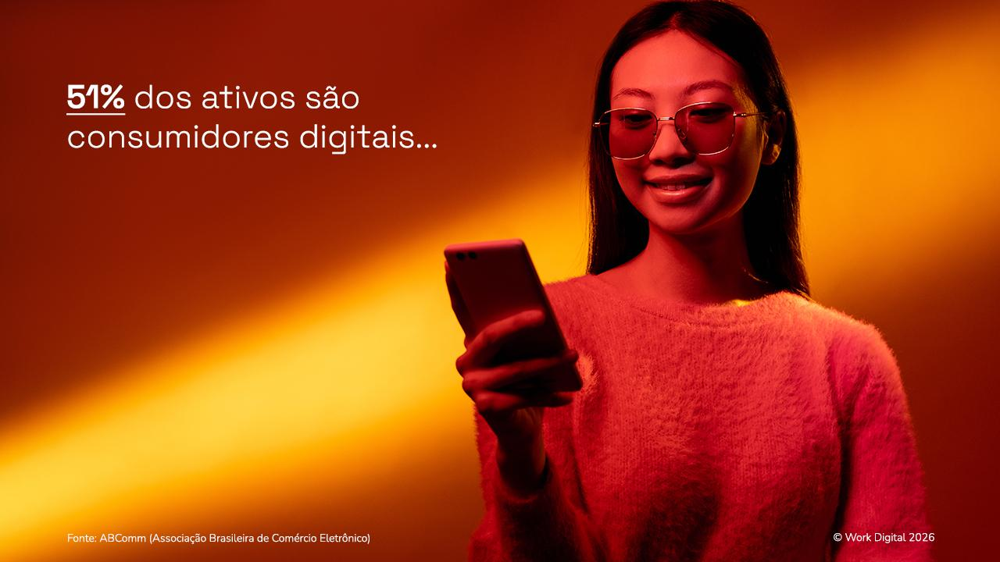 51% dos ativos são
consumidores digitais...
Fonte: ABComm (Associação Brasileira de Comércio Eletrônico)
© Work Digital 2026